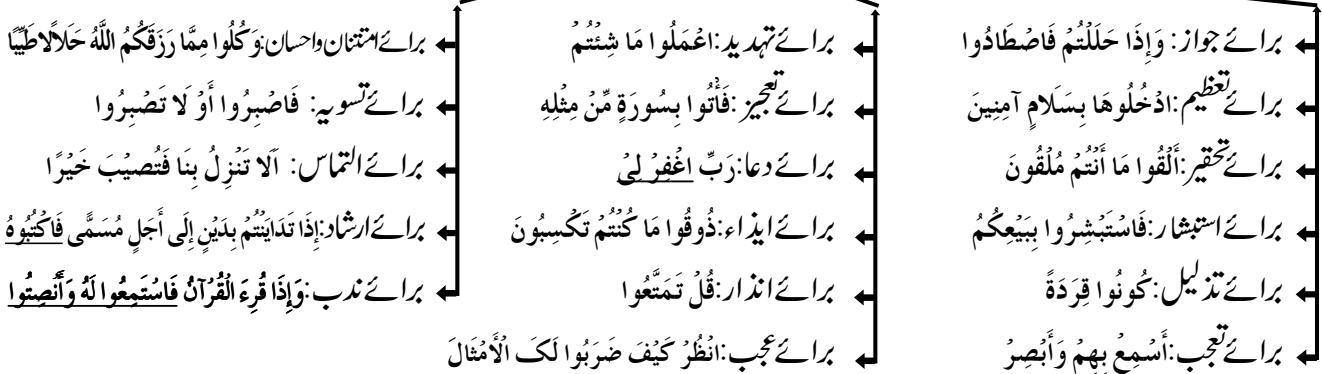 برائے جواز: وَإِذَا حَلَلْتُمْ فَاصْطَادُوا
برائے تعظیم: ادْخُلُوهَا بِسَلَامٍ آمِنِينَ
برائے تحقیر: أَلْقُوا مَا أَنْتُمْ مُلْقُونَ
برائے استبشار: فَاسْتَبْشِرُوا بِبَيْعِكُمُ
برائے تذلیل: كُونُوا قِرَدَةً
برائے تعجب: أَسْمِعْ بِهِمْ وَأَبْصِرْ
برائے تہدید: اعْمَلُوا مَا شِئْتُمْ
برائے تعجیز: فَأْتُوا بِسُورَةٍ مِّنْ مِثْلِهِ
برائے دعا: رَبِّ اغْفِرْ لِیْ
برائے ایذاء: ذُوقُوا مَا كُنْتُمْ تَكْسِبُونَ
برائے انذار: قُلْ تَمَتَّعُوا
برائے عجب: انْظُرْ كَيْفَ ضَرَبُوا لَکَ الْأَمْثَالَ
برائے امتنان واحسان: وَكُلُوا مِمَّا رَزَقَكُمُ اللَّهُ حَلَالًا طَيِّبًا
برائے تسویہ: فَاصْبِرُوا أَوْ لَا تَصْبِرُوا
برائے التماس: اَلَا تَنْزِلُ بِنَا فَتُصِيْبَ خَيْرًا
برائے ارشاد: إِذَا تَدَايَنْتُمْ بِدَيْنٍ إِلَى أَجَلٍ مُسَمًّى فَاكْتُبُوهُ
برائے ندب: وَإِذَا قُرِءَ الْقُرْآنُ فَاسْتَمِعُوا لَهُ وَأَنْصِتُوا